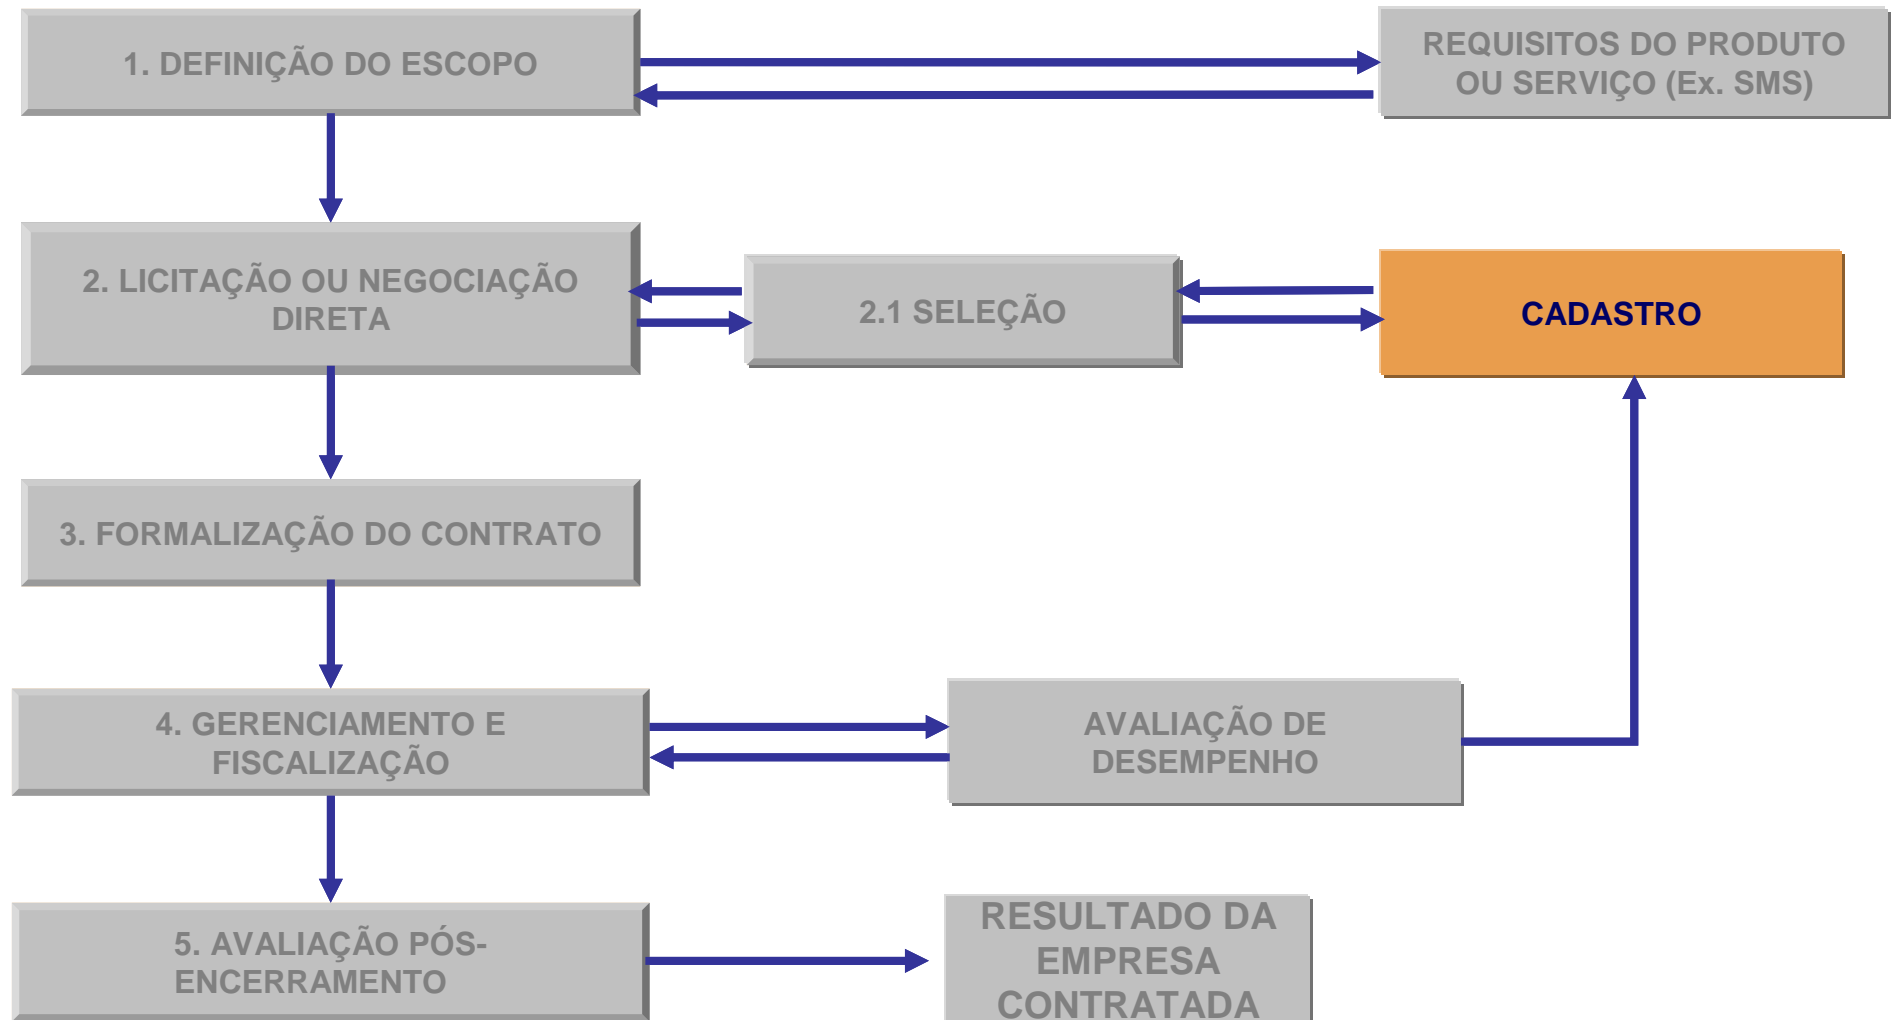 1. DEFINIÇÃO DO ESCOPO
REQUISITOS DO PRODUTO
OU SERVIÇO (Ex. SMS)
2. LICITAÇÃO OU NEGOCIAÇÃO
DIRETA
2.1 SELEÇÃO
CADASTRO
3. FORMALIZAÇÃO DO CONTRATO
4. GERENCIAMENTO E
FISCALIZAÇÃO
AVALIAÇÃO DE
DESEMPENHO
5. AVALIAÇÃO PÓS-
ENCERRAMENTO
RESULTADO DA
EMPRESA
CONTRATADA